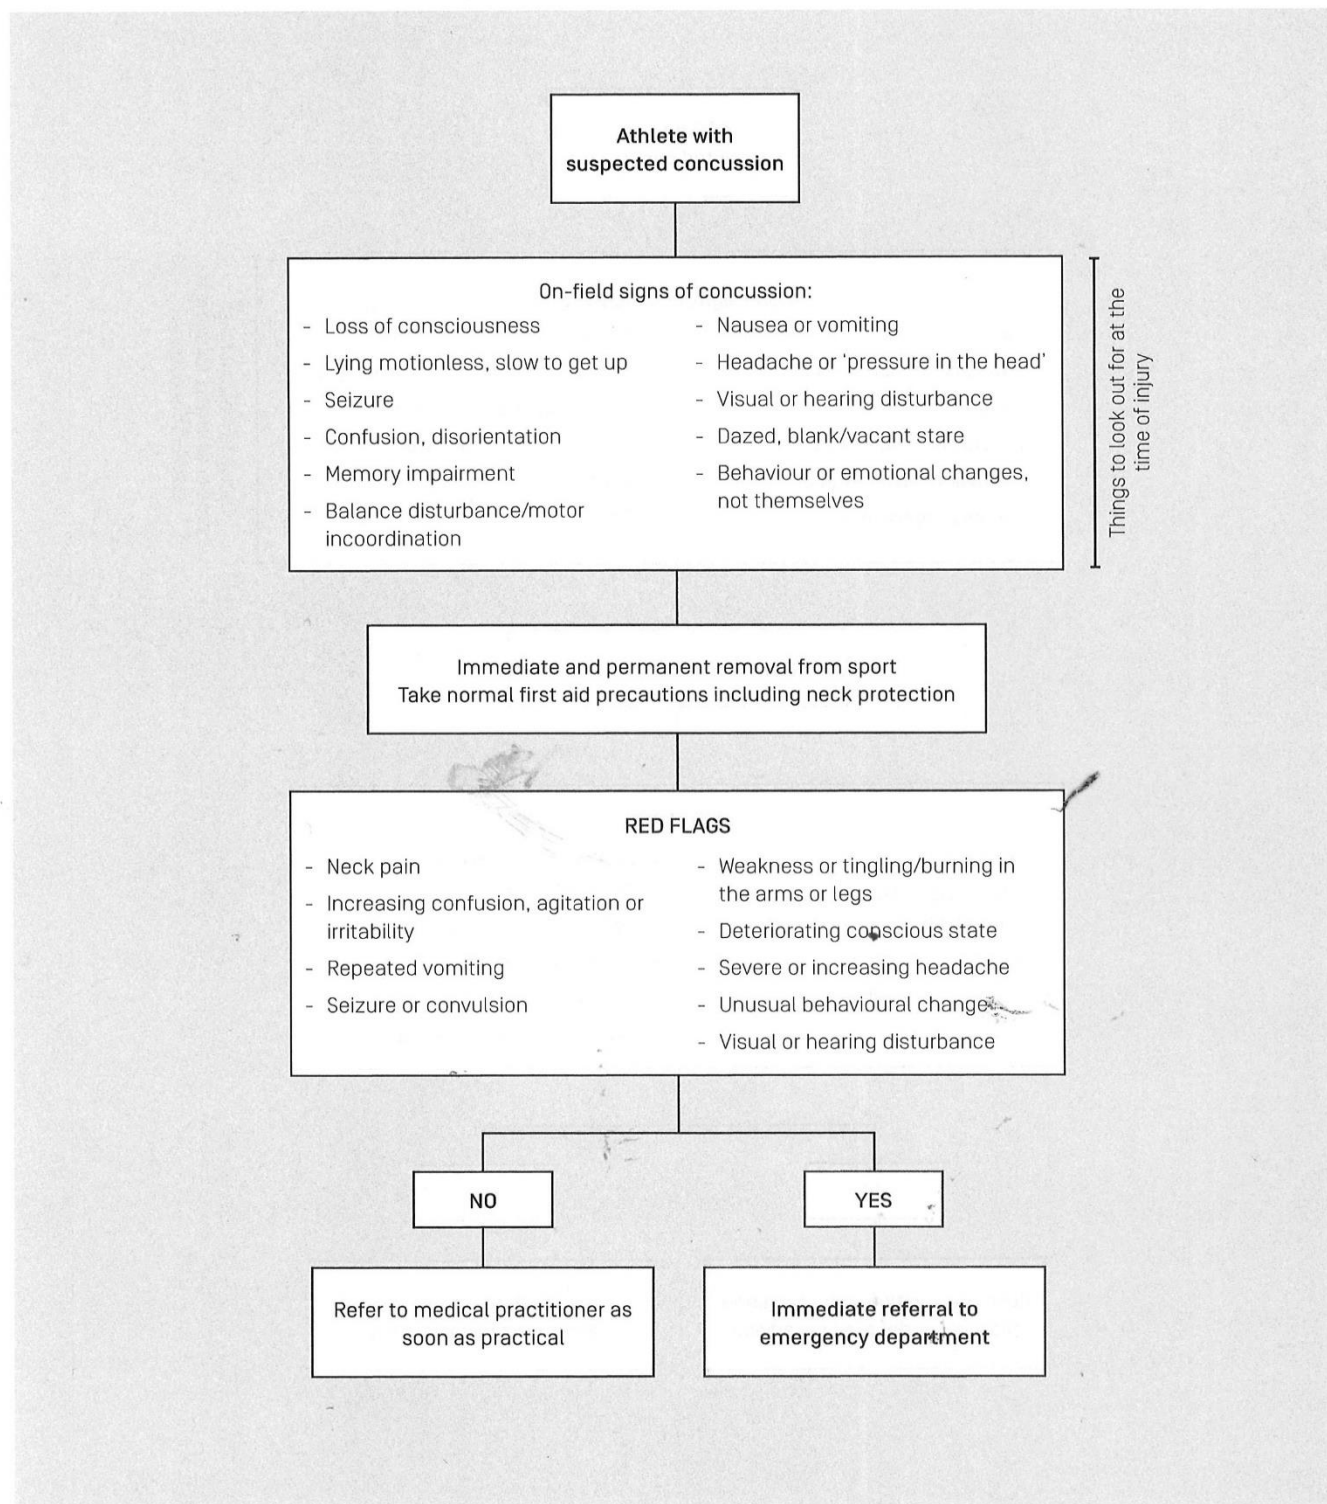 Athlete with
suspected concussion
On-field signs of concussion:
- Loss of consciousness
- Lying motionless, slow to get up
- Seizure
- Confusion, disorientation
- Memory impairment
- Balance disturbance/motor
incoordination
- Nausea or vomiting
- Headache or ‘pressure in the head’
- Visual or hearing disturbance
- Dazed, blank/vacant stare
- Behaviour or emotional changes,
not themselves
Things to look out for at the
time of injury
Immediate and permanent removal from sport
Take normal first aid precautions including neck protection
RED FLAGS
- Neck pain
- Increasing confusion, agitation or
irritability
- Repeated vomiting
- Seizure or convulsion
- Weakness or tingling/burning in
the arms or legs
- Deteriorating conscious state
- Severe or increasing headache
- Unusual behavioural change
- Visual or hearing disturbance
NO
YES
Refer to medical practitioner as
soon as practical
Immediate referral to
emergency department